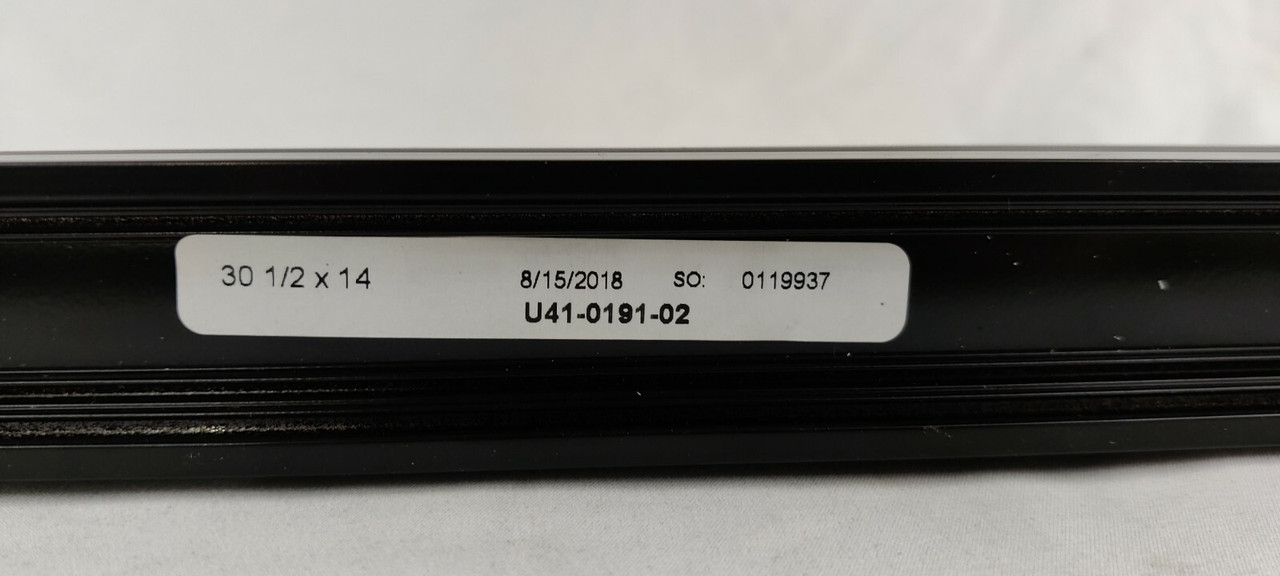 30 1/2 x 14 8/15/2018 SO: 0119937
U41-0191-02